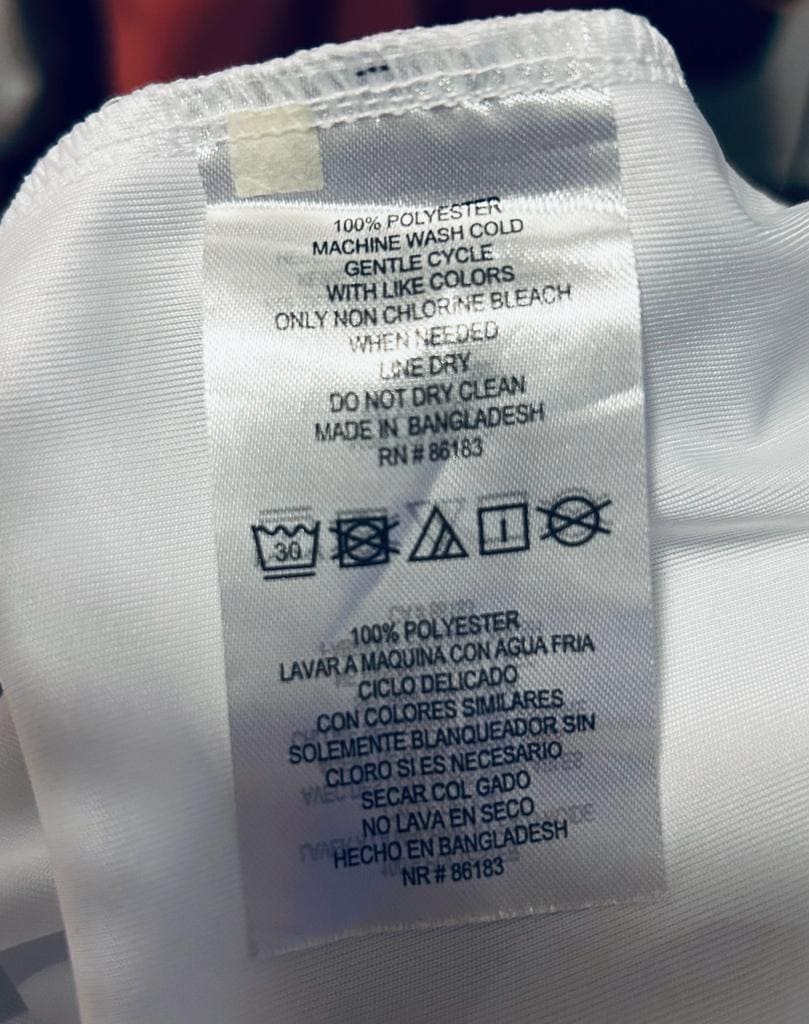 100% POLYESTER
MACHINE WASH COLD
GENTLE CYCLE
WITH LIKE COLORS
ONLY NON CHLORINE BLEACH
WHEN NEEDED
LINE DRY
DO NOT DRY CLEAN
MADE IN BANGLADESH
RN # 86183
30
100% POLYESTER
LAVAR A MAQUINA CON AGUA FRIA
CICLO DELICADO
CON COLORES SIMILARES
SOLEMENTE BLANQUEADOR SIN
CLORO SI ES NECESARIO
SECAR COL GADO
NO LAVA EN SECO
HECHO EN BANGLADESH
NR # 86183